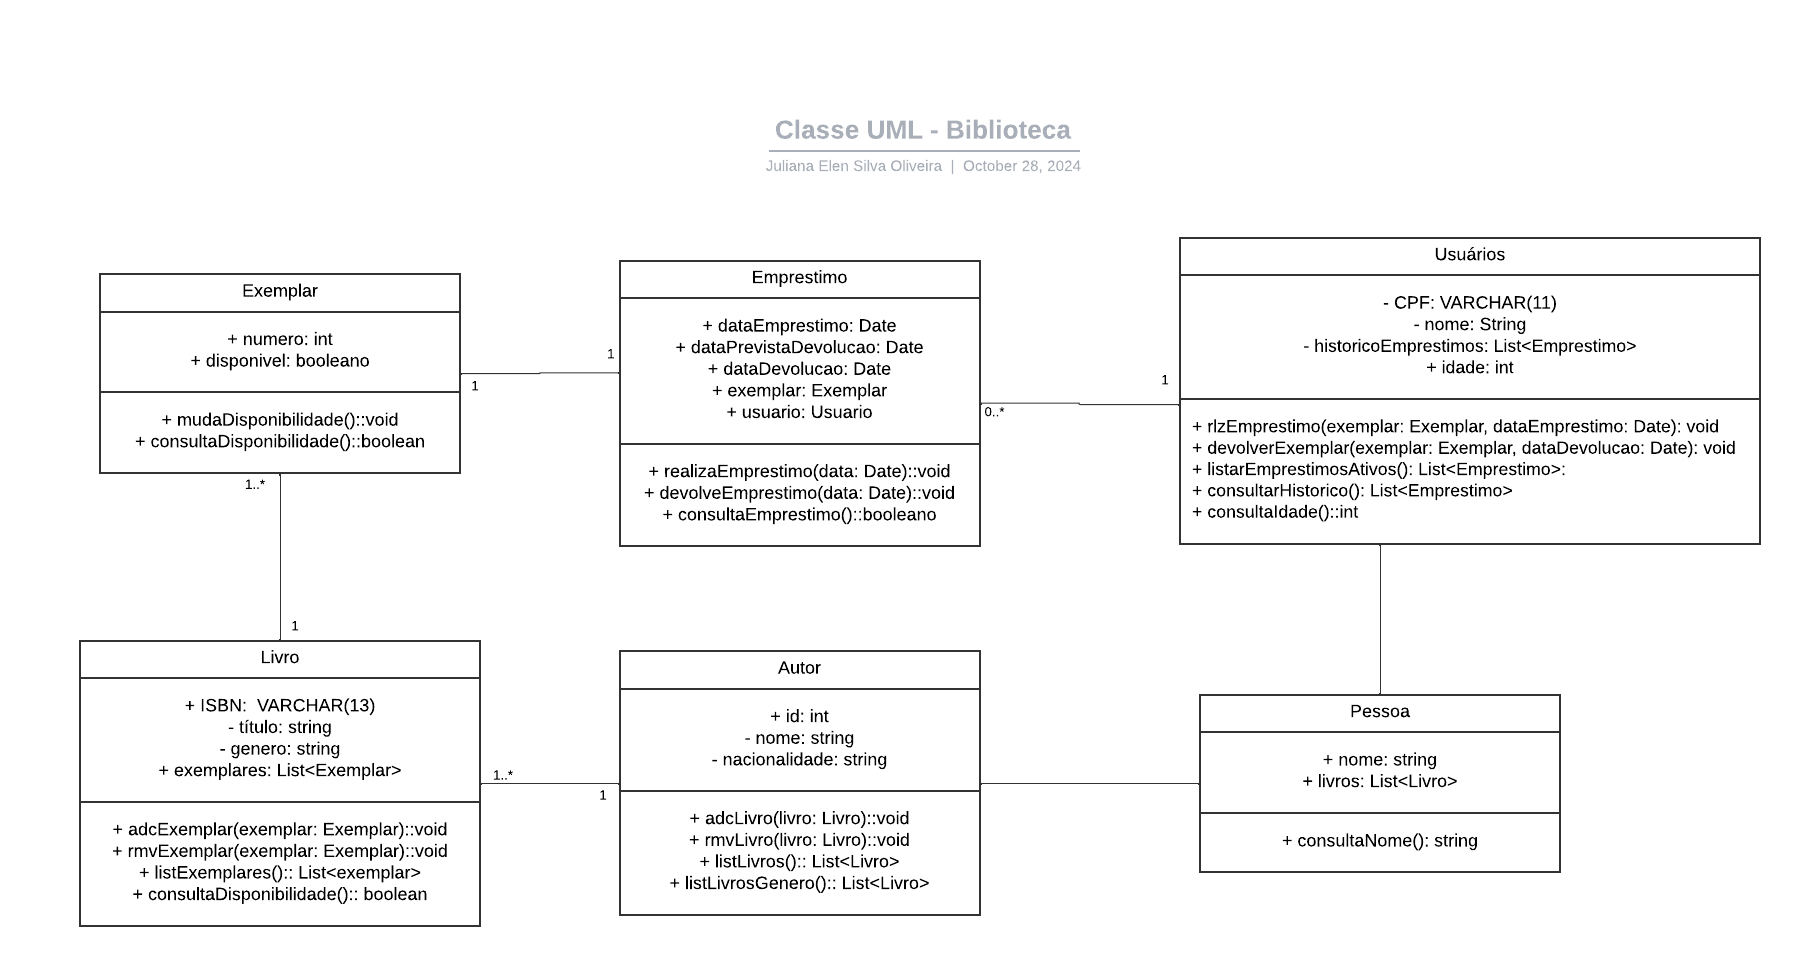 Classe UML - Biblioteca
Juliana Elen Silva Oliveira | October 28, 2024
Exemplar
+ numero: int
+ disponivel: booleano
+ mudaDisponibilidade()::void
+ consultaDisponibilidade()::boolean
1
1
Emprestimo
+ dataEmprestimo: Date
+ dataPrevistaDevolucao: Date
+ dataDevolucao: Date
+ exemplar: Exemplar
+ usuario: Usuario
+ realizaEmprestimo(data: Date)::void
+ devolveEmprestimo(data: Date)::void
+ consultaEmprestimo()::booleano
0..*
1
Usuários
- CPF: VARCHAR(11)
- nome: String
- historicoEmprestimos: List<Emprestimo>
+ idade: int
+ rlzEmprestimo(exemplar: Exemplar, dataEmprestimo: Date): void
+ devolverExemplar(exemplar: Exemplar, dataDevolucao: Date): void
+ listarEmprestimosAtivos(): List<Emprestimo>:
+ consultarHistorico(): List<Emprestimo>
+ consultaIdade()::int
1..*
1
Livro
+ ISBN:  VARCHAR(13)
- título: string
- genero: string
+ exemplares: List<Exemplar>
+ adcExemplar(exemplar: Exemplar)::void
+ rmvExemplar(exemplar: Exemplar)::void
+ listExemplares():: List<exemplar>
+ consultaDisponibilidade():: boolean
1..*
1
Autor
+ id: int
- nome: string
- nacionalidade: string
+ adcLivro(livro: Livro)::void
+ rmvLivro(livro: Livro)::void
+ listLivros():: List<Livro>
+ listLivrosGenero():: List<Livro>
Pessoa
+ nome: string
+ livros: List<Livro>
+ consultaNome(): string